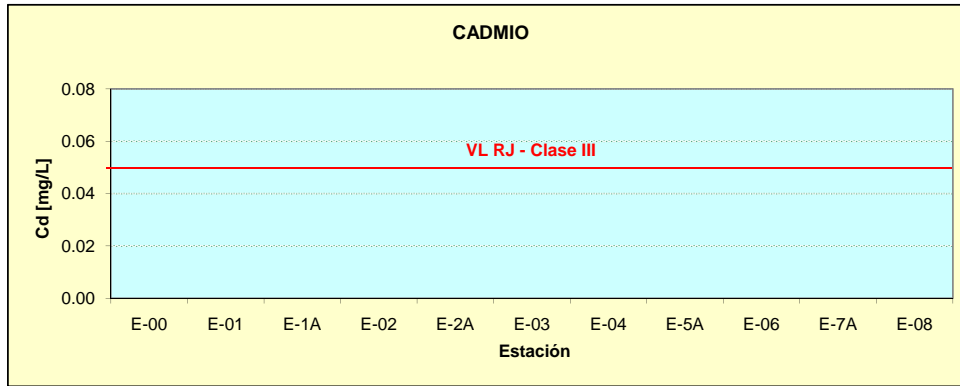 CADMIO
Cd [mg/L]
0.08
0.06
0.04
0.02
0.00
VL RJ - Clase III
E-00 E-01 E-1A E-02 E-2A E-03 E-04 E-5A E-06 E-7A E-08
Estación